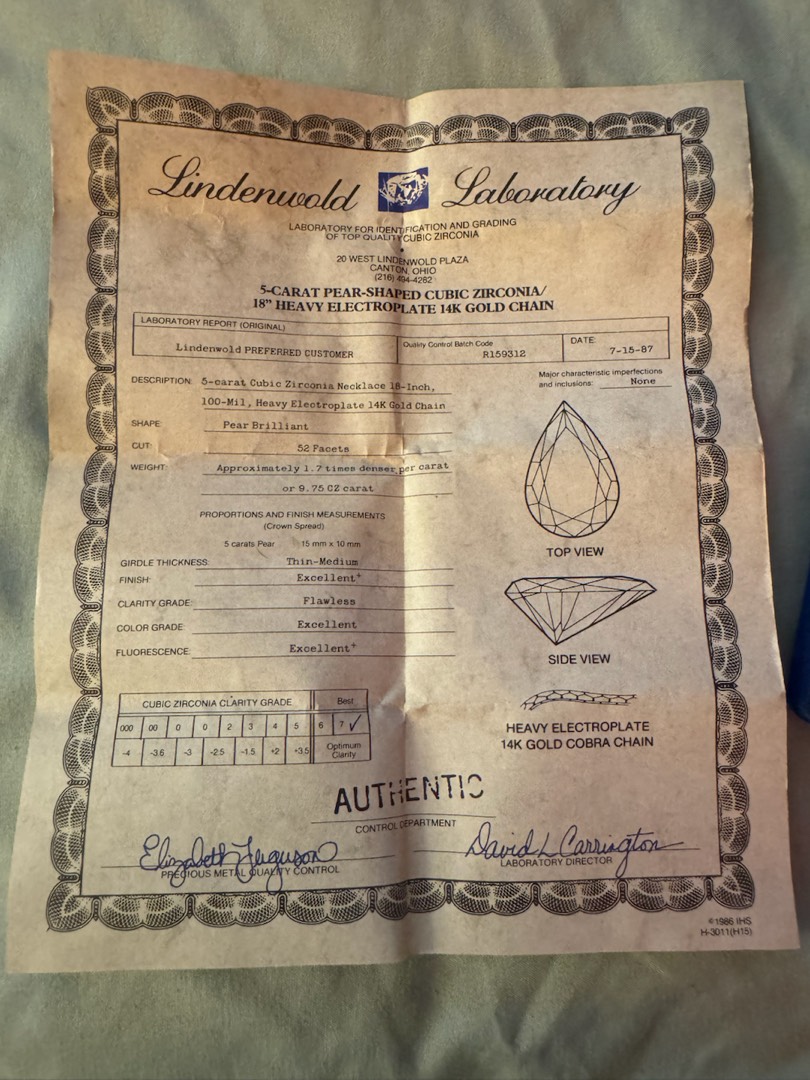 Lindenwold Laboratory
LABORATORY FOR IDENTIFICATION AND GRADING
OF TOP QUALITY CUBIC ZIRCONIA
20 WEST LINDENWOLD PLAZA
CANTON, OHIO
(216) 494-4282
5-CARAT PEAR-SHAPED CUBIC ZIRCONIA/
18" HEAVY ELECTROPLATE 14K GOLD CHAIN
LABORATORY REPORT (ORIGINAL)
Lindenwold PREFERRED CUSTOMER
Quality Control Batch Code
R159312
DATE:
7-15-87
DESCRIPTION: 5-carat Cubic Zirconia Necklace 18-Inch,
100-Mil, Heavy Electroplate 14K Gold Chain
Major characteristic imperfections
and inclusions: None
SHAPE: Pear Brilliant
CUT: 52 Facets
WEIGHT: Approximately 1.7 times denser per carat
or 9.75 CZ carat
PROPORTIONS AND FINISH MEASUREMENTS
(Crown Spread)
5 carats Pear 15 mm x 10 mm
GIRDLE THICKNESS: Thin-Medium
FINISH: Excellent+
CLARITY GRADE: Flawless
COLOR GRADE: Excellent
FLUORESCENCE: Excellent+
TOP VIEW
SIDE VIEW
HEAVY ELECTROPLATE
14K GOLD COBRA CHAIN
CUBIC ZIRCONIA CLARITY GRADE Best
000 00 0 0 2 3 4 5 6 7 ✓
-4 -3.6 -3 -2.5 -1.5 +2 +3.5 Optimum
Clarity
AUTHENTIC
CONTROL DEPARTMENT
Elizabeth Ferguson
PRECIOUS METAL QUALITY CONTROL
David L Carrington
LABORATORY DIRECTOR
©1986 IHS
H-3011(H15)